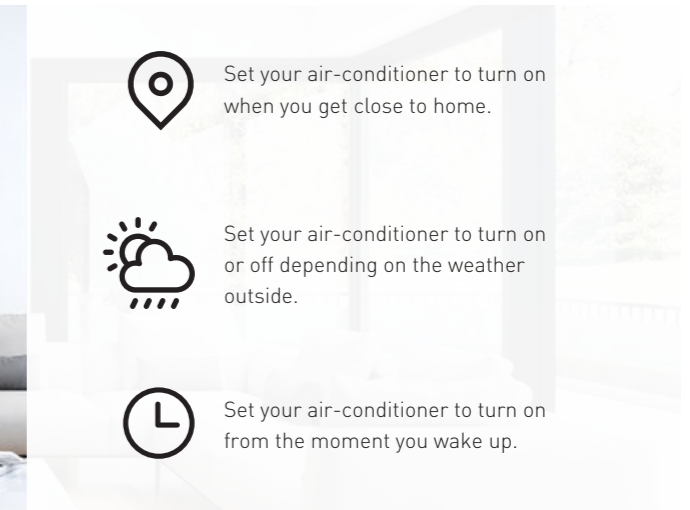 Set your air-conditioner to turn on
when you get close to home.
Set your air-conditioner to turn on
or off depending on the weather
outside.
Set your air-conditioner to turn on
from the moment you wake up.